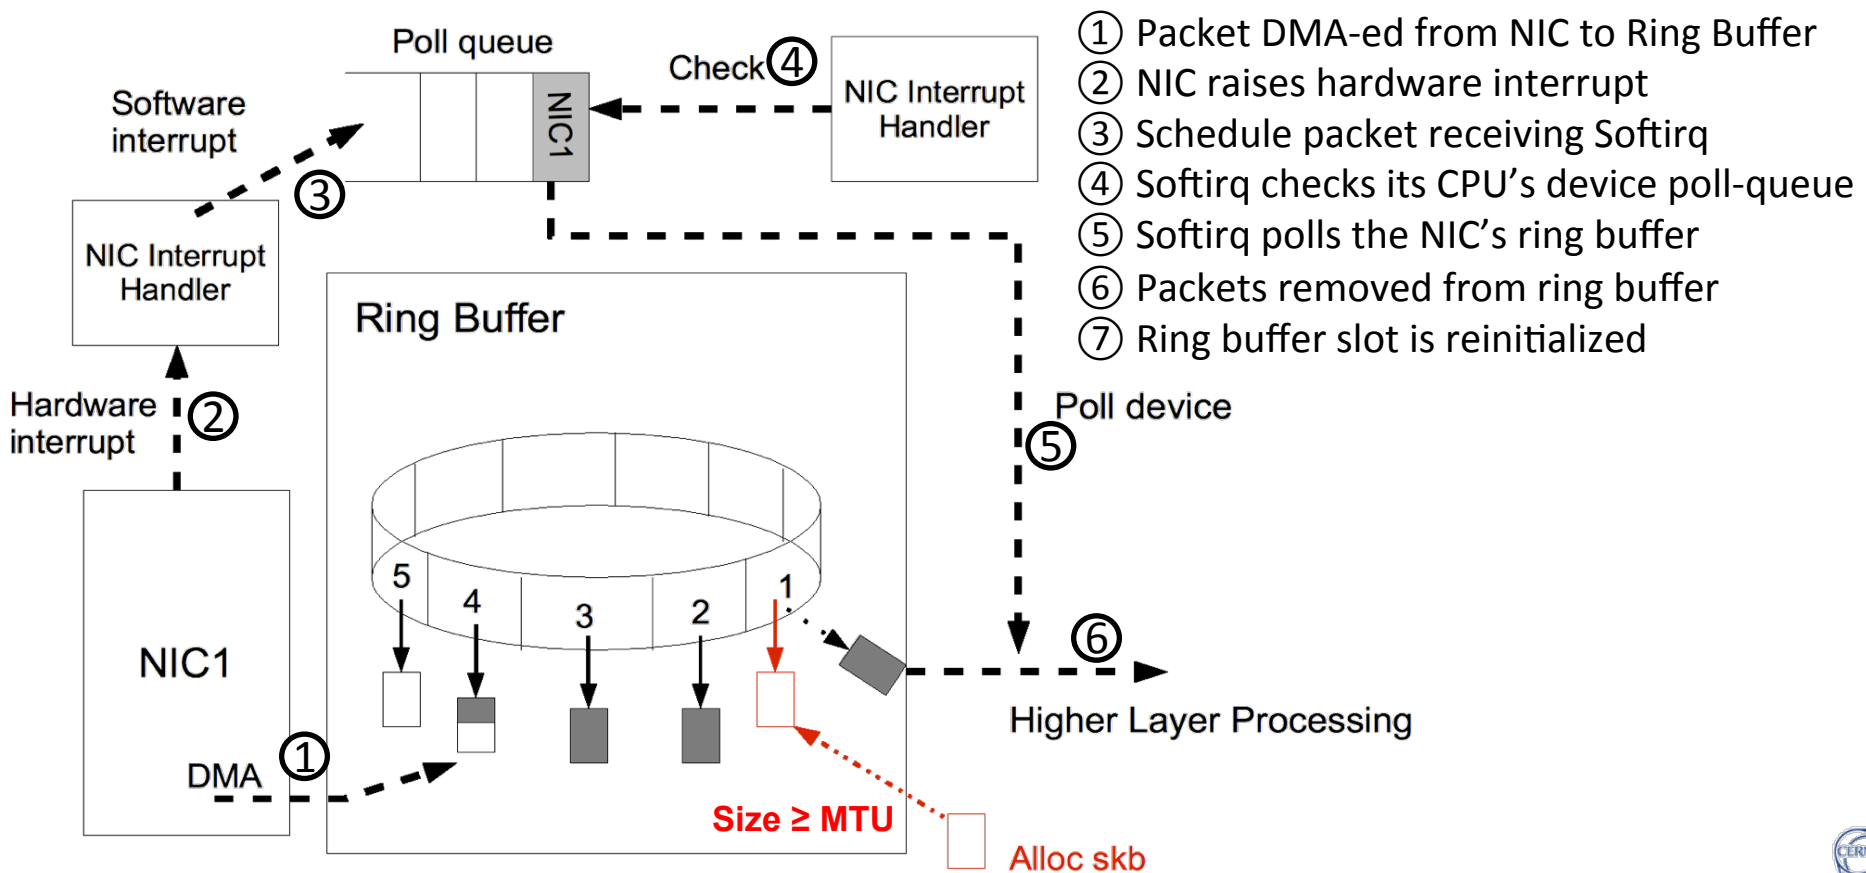 Poll queue
Check ④
NIC Interrupt
Handler
NIC1
Software
interrupt
③
NIC Interrupt
Handler
Hardware
interrupt
②
NIC1
DMA
①
Ring Buffer
5
4
3
2
1
Size ≥ MTU
Alloc skb
① Packet DMA-ed from NIC to Ring Buffer
② NIC raises hardware interrupt
③ Schedule packet receiving Softirq
④ Softirq checks its CPU’s device poll-queue
⑤ Softirq polls the NIC’s ring buffer
⑥ Packets removed from ring buffer
⑦ Ring buffer slot is reinitialized
Poll device
⑤
⑥
Higher Layer Processing
CERN